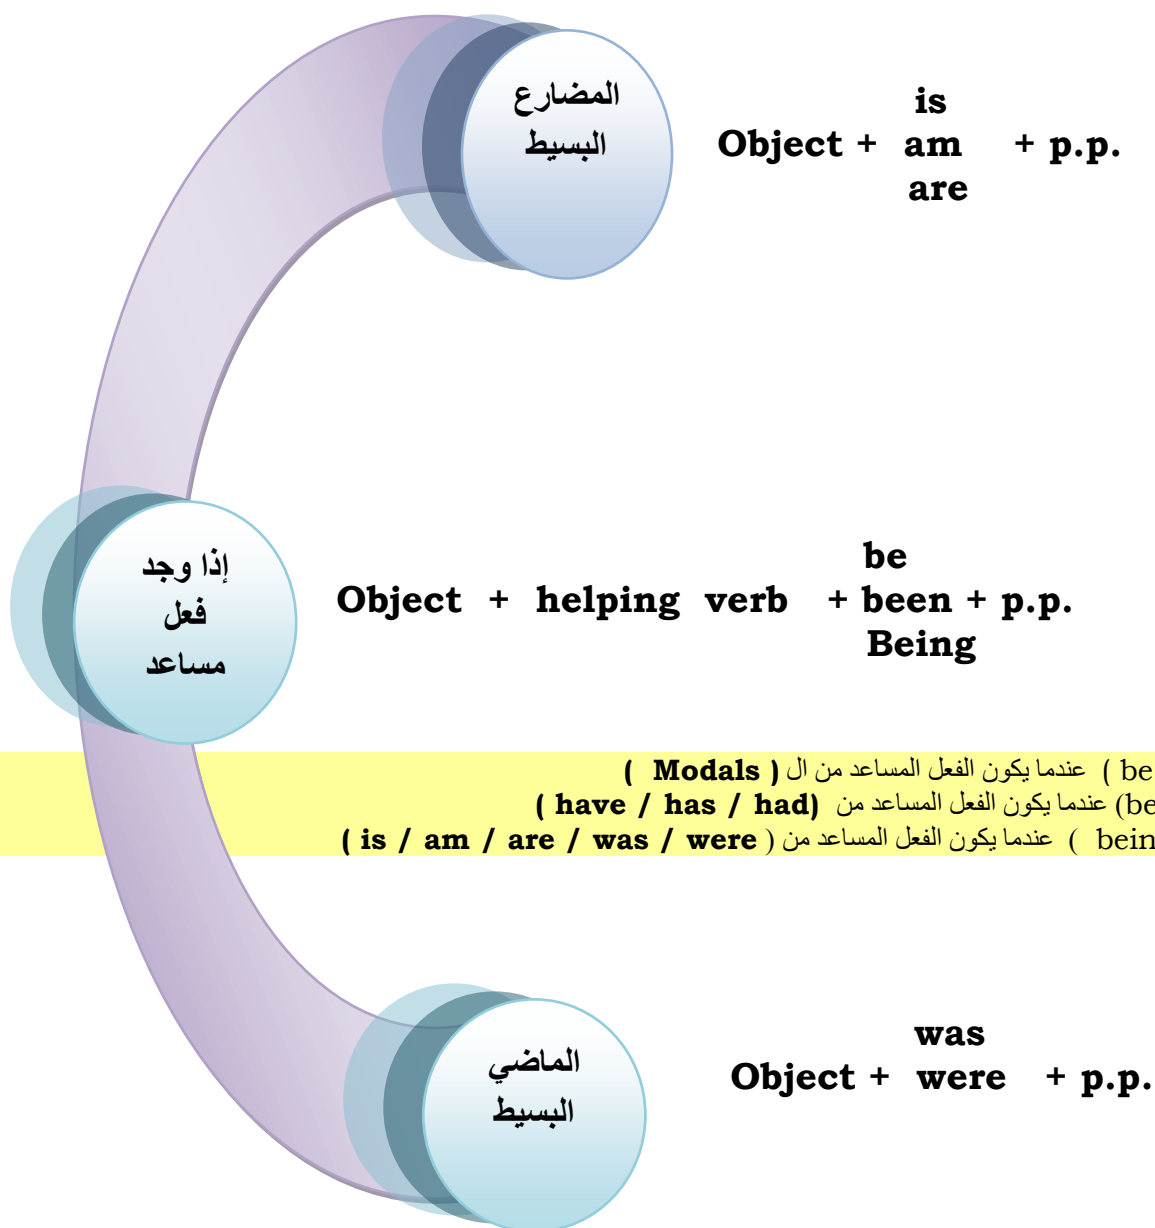 المضارع
البسيط
is
Object + am + p.p.
are
إذا وجد
فعل
مساعد
be
Object + helping verb + been + p.p.
Being
be ) عندما يكون الفعل المساعد من ال ( Modals )
be) عندما يكون الفعل المساعد من (have / has / had )
bein ) عندما يكون الفعل المساعد من ( is / am / are / was / were )
الماضي
البسيط
was
Object + were + p.p.